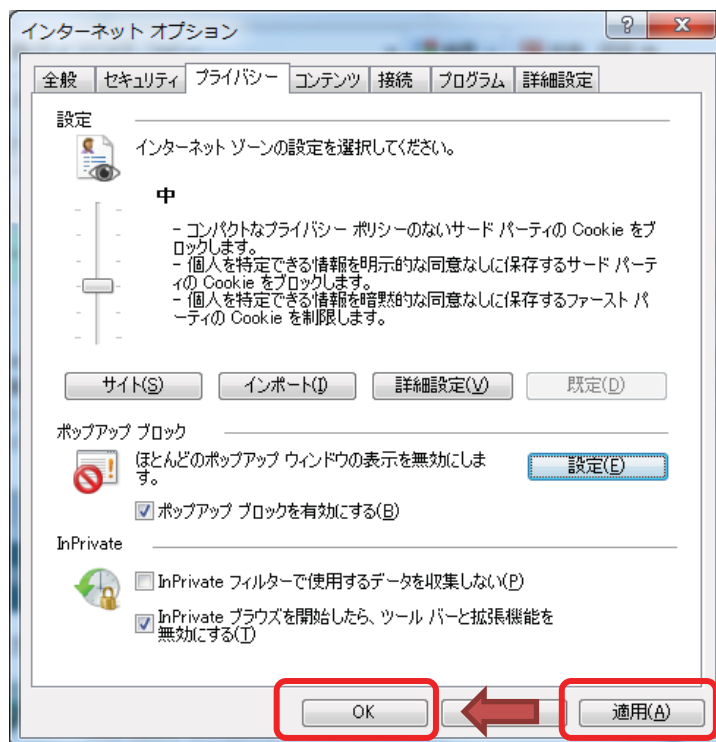 インターネット オプション
全般 セキュリティ プライバシー コンテンツ 接続 プログラム 詳細設定
設定
インターネット ゾーンの設定を選択してください。
中
- コンパクトなプライバシー ポリシーのないサード パーティの Cookie をブ
ロックします。
- 個人を特定できる情報を明示的な同意なしに保存するサード パーテ
ィの Cookie をブロックします。
- 個人を特定できる情報を暗黙的な同意なしに保存するファースト パ
ーティの Cookie を制限します。
サイト(S) インポート(I) 詳細設定(V) 既定(D)
ポップアップ ブロック
ほとんどのポップアップ ウィンドウの表示を無効にしま
す。
設定(E)
ポップアップ ブロックを有効にする(B)
InPrivate
InPrivate フィルターで使用するデータを収集しない(P)
InPrivate ブラウズを開始したら、ツール バーと拡張機能を
無効にする(T)
OK 適用(A)